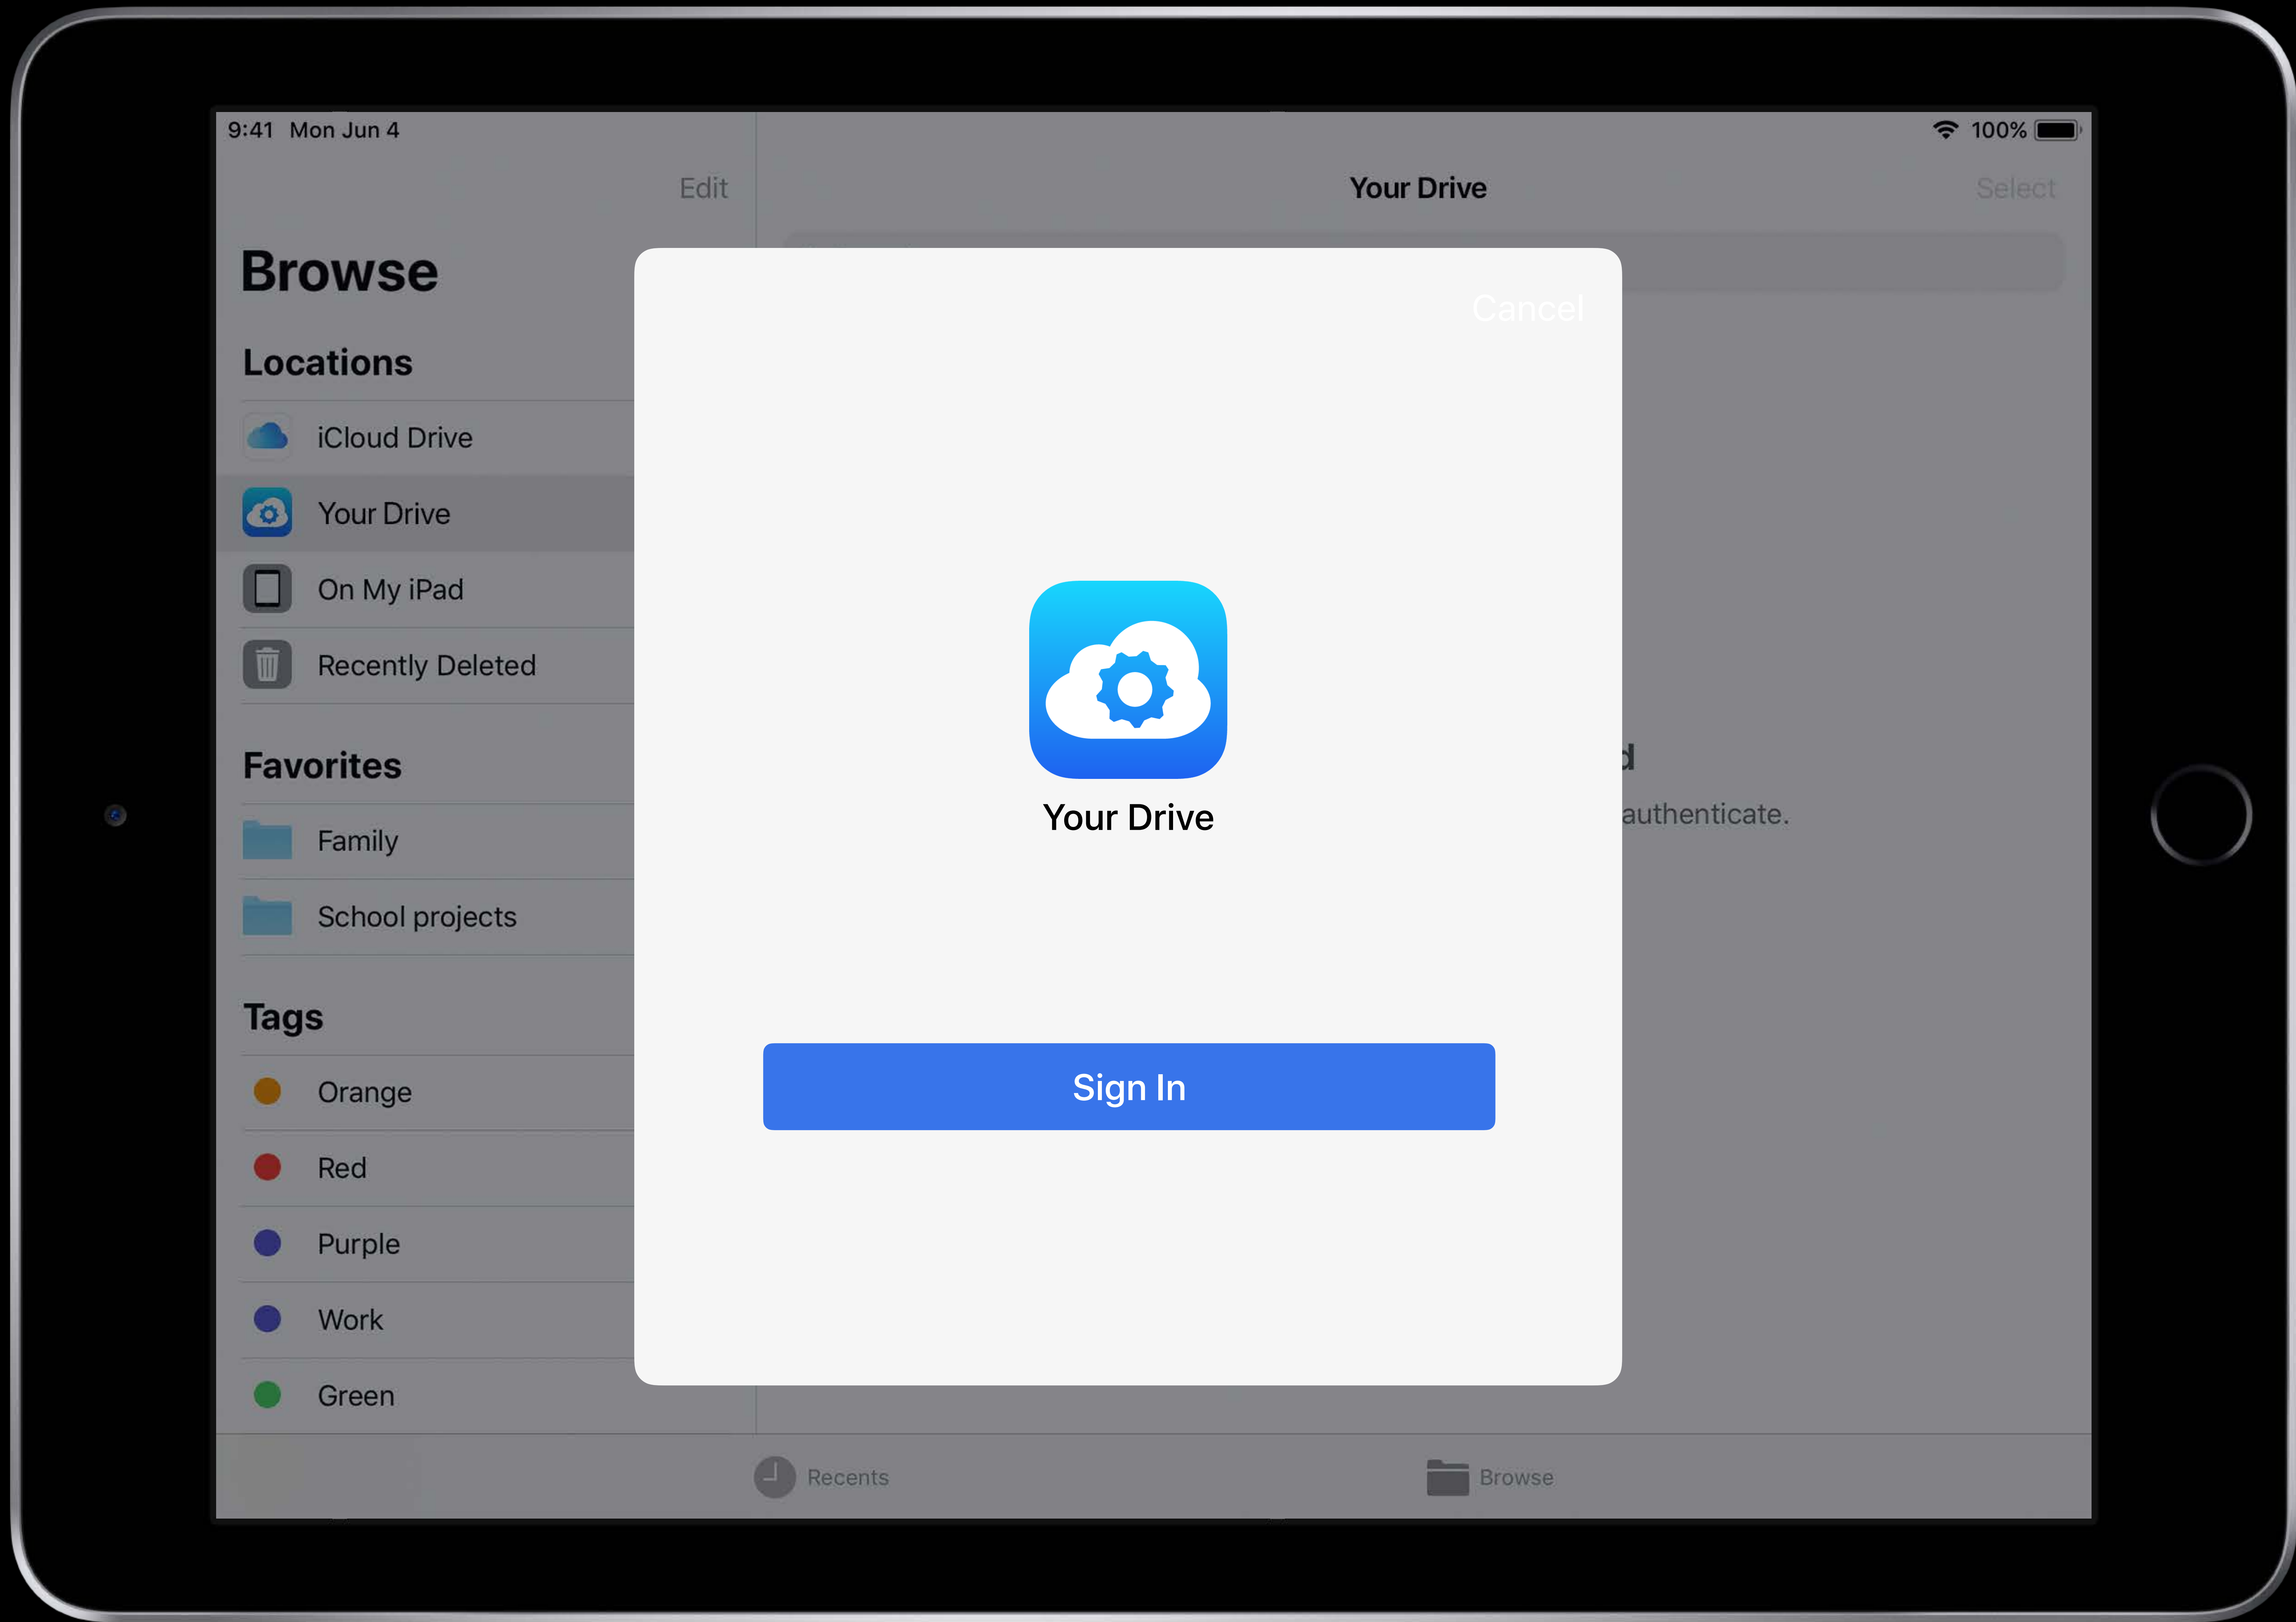 9:41 Mon Jun 4
100%
Edit
Your Drive
Select
Browse
Cancel
Locations
iCloud Drive
Your Drive
On My iPad
Recently Deleted
Favorites
Family
School projects
Tags
Orange
Red
Purple
Work
Green
Your Drive
Sign In
authenticate.
Recents
Browse